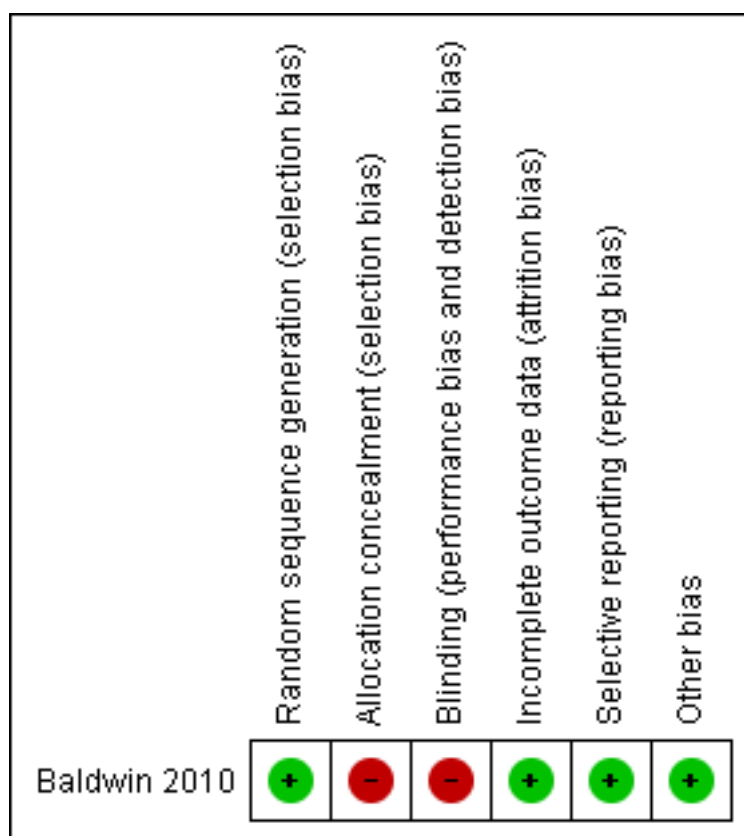 Random sequence generation (selection bias)
Allocation concealment (selection bias)
Blinding (performance bias and detection bias)
Incomplete outcome data (attrition bias)
Selective reporting (reporting bias)
Other bias
Baldwin 2010 + - - + + +